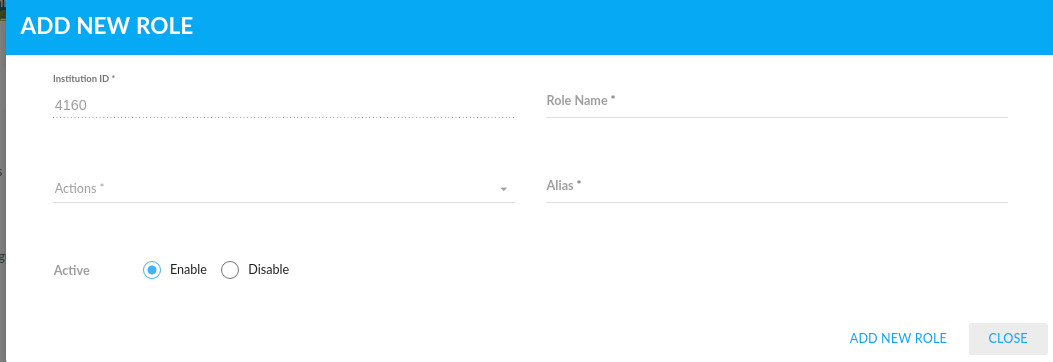 ADD NEW ROLE
Institution ID *
4160
Role Name *
Actions *
Alias *
Active Enable Disable
ADD NEW ROLE CLOSE